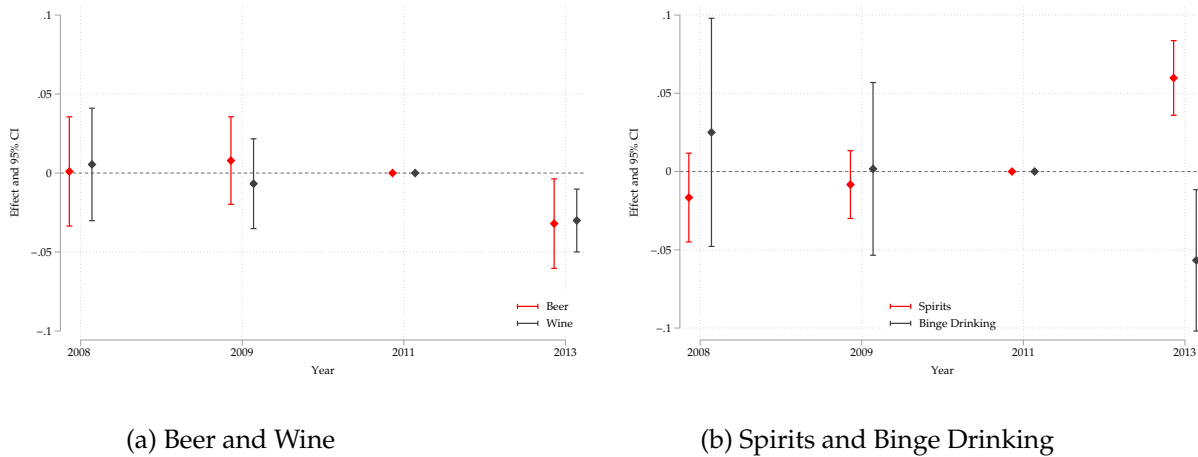 .1
.05
0
−.05
−.1
Effect and 95% CI
Beer
Wine
2008
2009
2011
2013
Year
(a) Beer and Wine
.1
.05
0
−.05
−.1
Effect and 95% CI
Spirits
Binge Drinking
2008
2009
2011
2013
Year
(b) Spirits and Binge Drinking